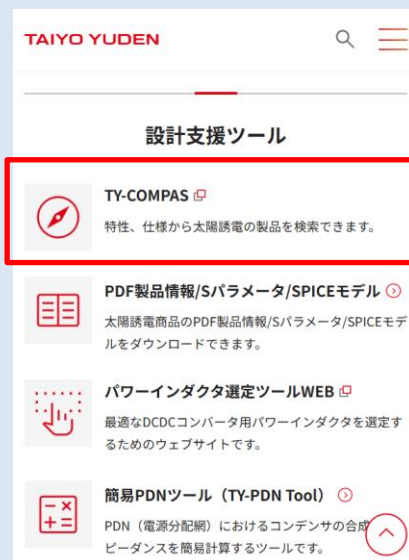 TAIYO YUDEN
設計支援ツール
TY-COMPAS
特性、仕様から太陽誘電の製品を検索できます。
PDF製品情報/Sパラメータ/SPICEモデル
太陽誘電商品のPDF製品情報/Sパラメータ/SPICEモデ
ルをダウンロードできます。
パワーインダクタ選定ツールWEB
最適なDCDCコンバータ用パワーインダクタを選定す
るためのウェブサイトです。
簡易PDNツール（TY-PDN Tool）
PDN（電源分配網）におけるコンデンサの合成
ピーダンスを簡易計算するツールです。